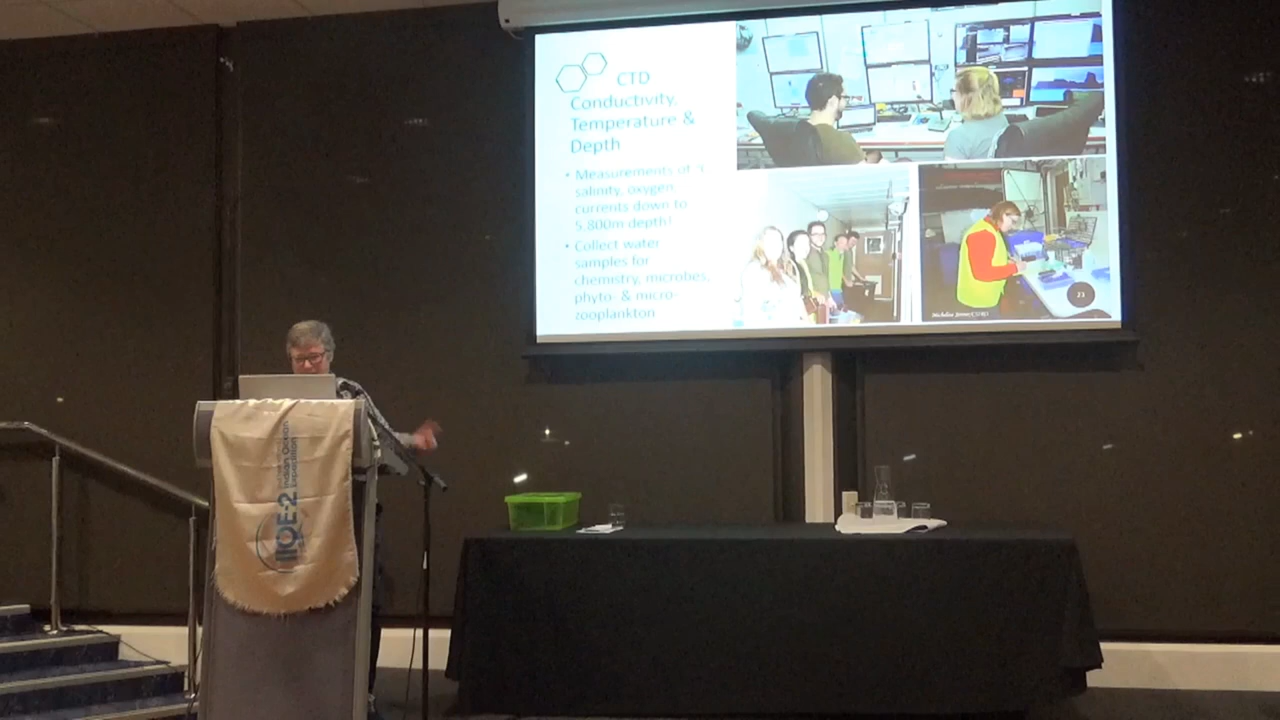 CTD
Conductivity,
Temperature &
Depth
• Measurements of °C,
salinity, oxygen
currents down to
5,800m depth!
• Collect water
samples for
chemistry, microbes,
phyto- & micro-
zooplankton
21
IIOE-2
Indian Ocean
Expedition